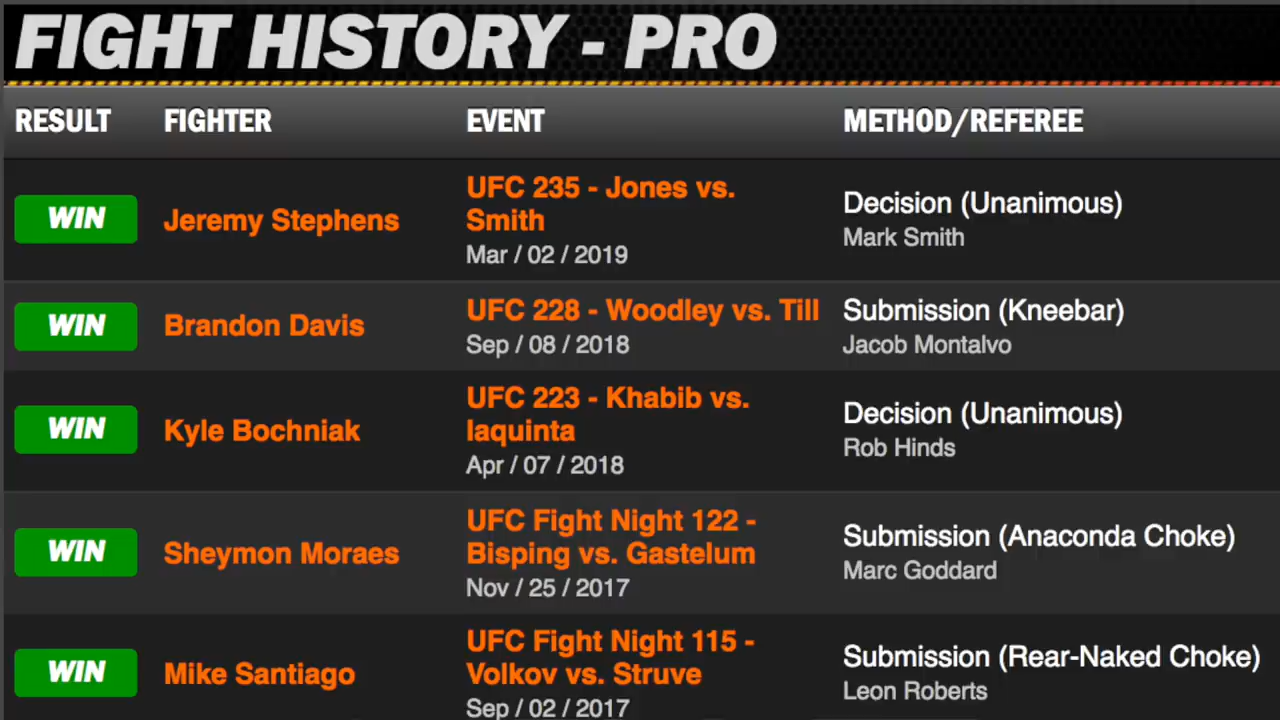 FIGHT HISTORY - PRO
RESULT FIGHTER EVENT METHOD/REFEREE
WIN Jeremy Stephens UFC 235 - Jones vs. Smith Mar / 02 / 2019 Decision (Unanimous) Mark Smith
WIN Brandon Davis UFC 228 - Woodley vs. Till Sep / 08 / 2018 Submission (Kneebar) Jacob Montalvo
WIN Kyle Bochniak UFC 223 - Khabib vs. Iaquinta Apr / 07 / 2018 Decision (Unanimous) Rob Hinds
WIN Sheymon Moraes UFC Fight Night 122 - Bisping vs. Gastelum Nov / 25 / 2017 Submission (Anaconda Choke) Marc Goddard
WIN Mike Santiago UFC Fight Night 115 - Volkov vs. Struve Sep / 02 / 2017 Submission (Rear-Naked Choke) Leon Roberts